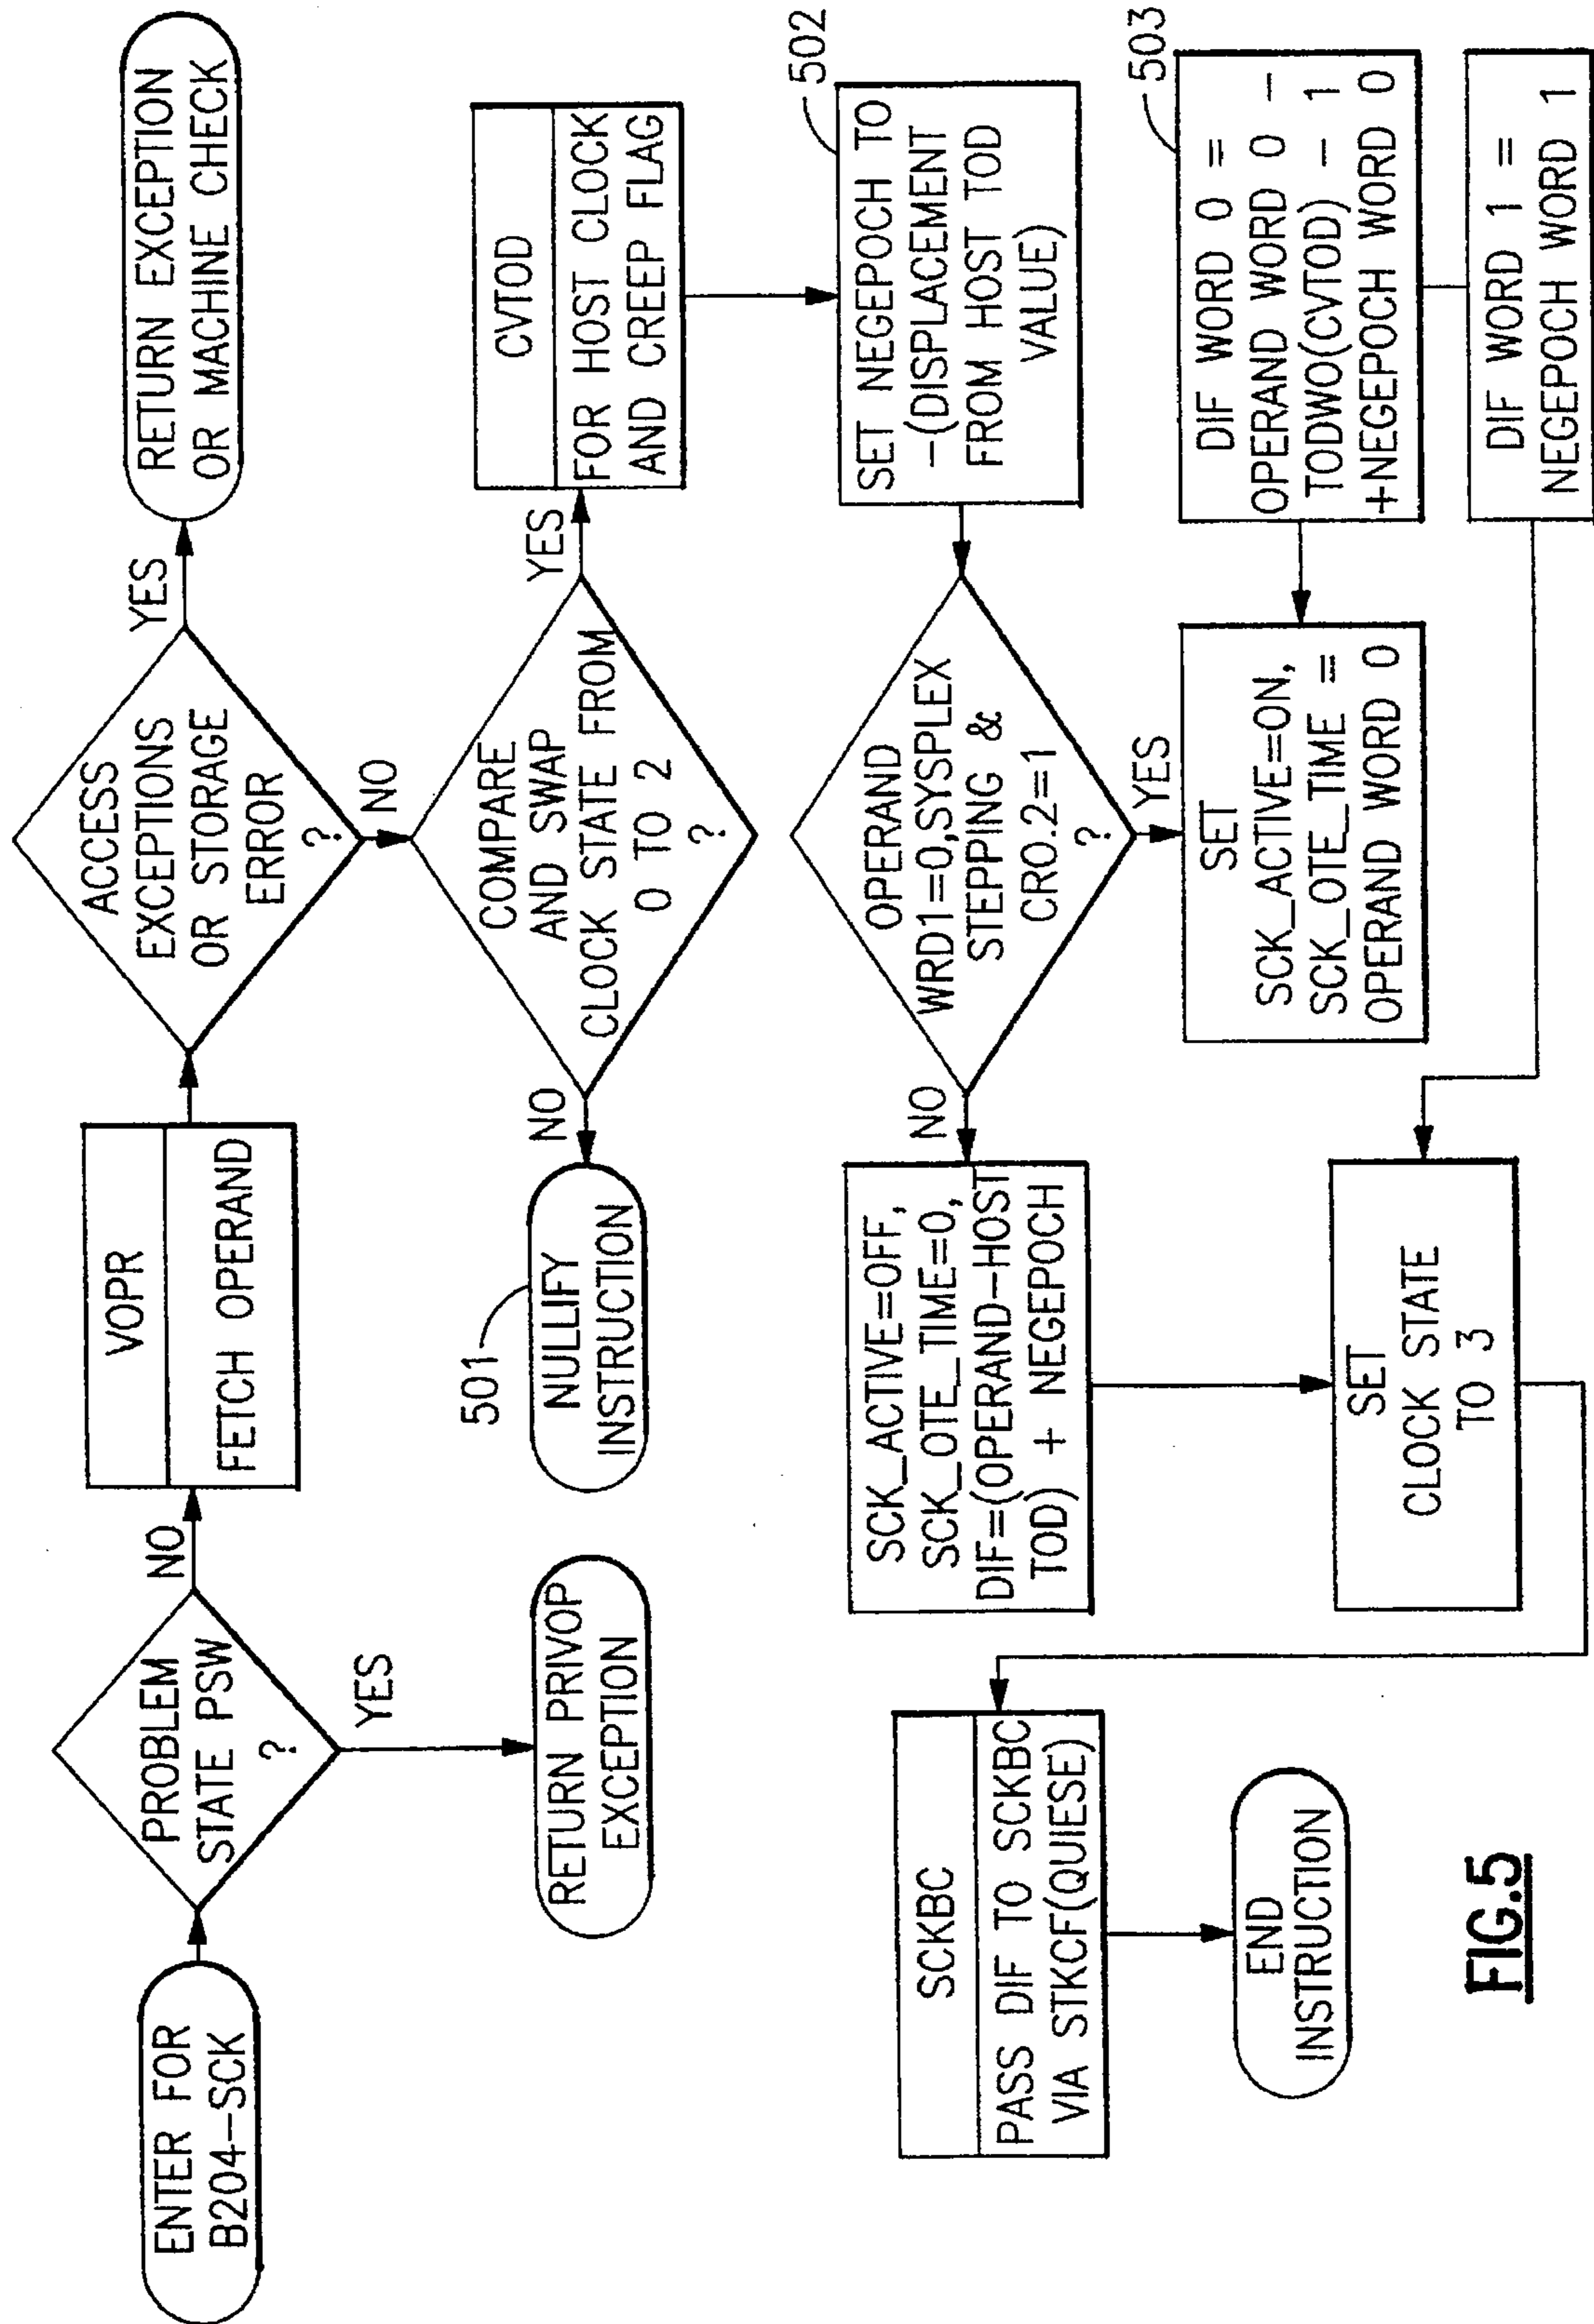 ENTER FOR
B204-SCK
PROBLEM
STATE PSW
?
NO
YES
RETURN PRIVOP
EXCEPTION
VOPR
FETCH OPERAND
ACCESS
EXCEPTIONS
OR STORAGE
ERROR
?
YES
NO
RETURN EXCEPTION
OR MACHINE CHECK
COMPARE
AND SWAP
CLOCK STATE FROM
0 TO 2
?
NO
YES
501
NULLIFY
INSTRUCTION
CVTOD
FOR HOST CLOCK
AND CREEP FLAG
502
SET NEGEPOCH TO
-(DISPLACEMENT
FROM HOST TOD
VALUE)
OPERAND
WRD1=0,SYSPLEX
STEPPING &
CR0.2=1
?
NO
YES
SCK_ACTIVE=OFF,
SCK_OTE_TIME=0,
DIF=(OPERAND-HOST
TOD) + NEGEPOCH
SET
SCK_ACTIVE=ON,
SCK_OTE_TIME =
OPERAND WORD 0
503
DIF WORD 0 =
OPERAND WORD 0 -
TODW0(CVTOD) - 1
+NEGEPOCH WORD 0
DIF WORD 1 =
NEGEPOCH WORD 1
SET
CLOCK STATE
TO 3
SCKBC
PASS DIF TO SCKBC
VIA STKCF(QUIESE)
END
INSTRUCTION
FIG.5